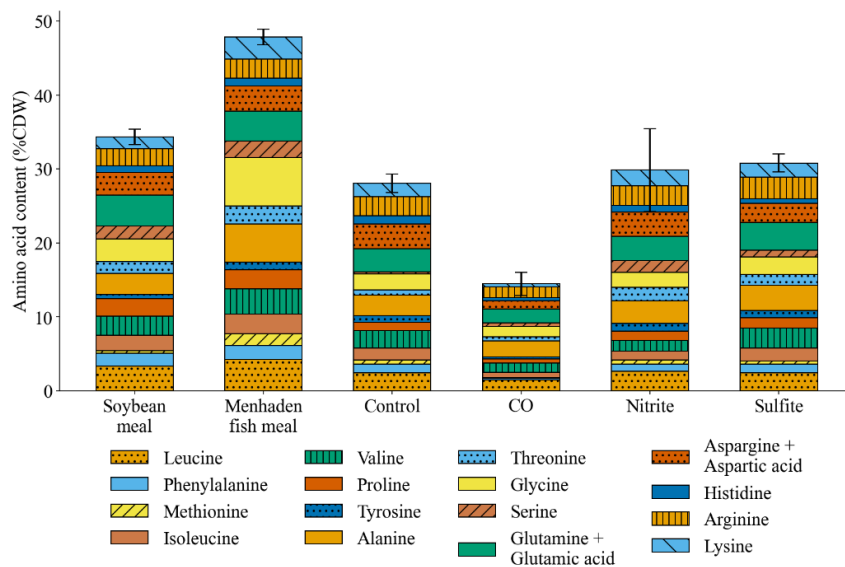 50
40
30
20
10
0
Amino acid content (%CDW)
Soybean
meal
Menhaden
fish meal
Control
CO
Nitrite
Sulfite
Leucine
Phenylalanine
Methionine
Isoleucine
Valine
Proline
Tyrosine
Alanine
Threonine
Glycine
Serine
Glutamine +
Glutamic acid
Aspargine +
Aspartic acid
Histidine
Arginine
Lysine